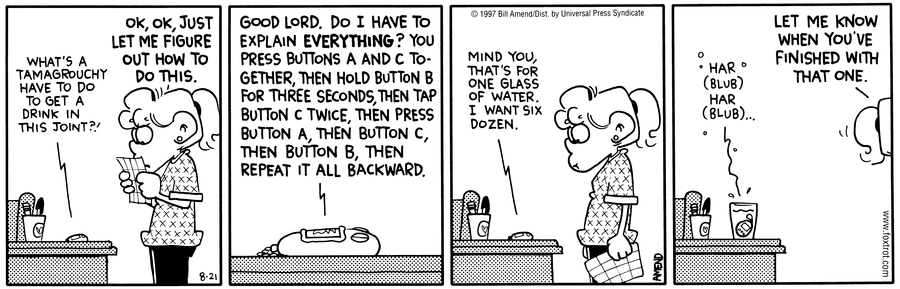 WHAT'S A
TAMAGROUCHY
HAVE TO DO
TO GET A
DRINK IN
THIS JOINT?!
OK, OK, JUST
LET ME FIGURE
OUT HOW TO
DO THIS.
8-21
GOOD LORD. DO I HAVE TO
EXPLAIN EVERYTHING? YOU
PRESS BUTTONS A AND C TO-
GETHER, THEN HOLD BUTTON B
FOR THREE SECONDS, THEN TAP
BUTTON C TWICE, THEN PRESS
BUTTON A, THEN BUTTON C,
THEN BUTTON B, THEN
REPEAT IT ALL BACKWARD.
© 1997 Bill Amend/Dist. by Universal Press Syndicate
MIND YOU,
THAT'S FOR
ONE GLASS
OF WATER.
I WANT SIX
DOZEN.
AMEND
HAR
(BLUB)
HAR
(BLUB)...
LET ME KNOW
WHEN YOU'VE
FINISHED WITH
THAT ONE.
www.foxtrot.com